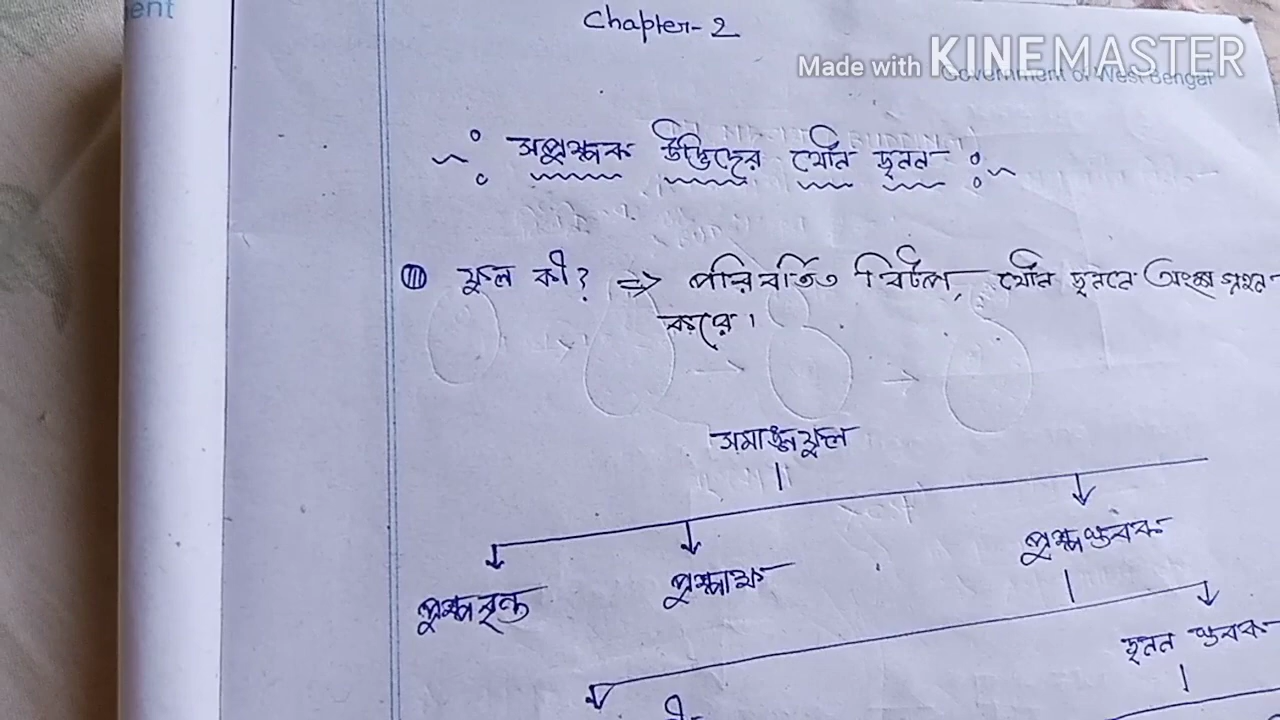 ent
Chapter-2
Made with KINEMASTER
Government of West Bengal
সপুষ্পক উদ্ভিদের যৌন জনন
ফুল কী? => পরিবর্তিত বিটপ, যৌন জননে অংশগ্রহন
করে।
সমাঙ্গফুল
পুষ্পবৃন্ত পুষ্পাক্ষ পুষ্পস্তবক
জনন স্তবক